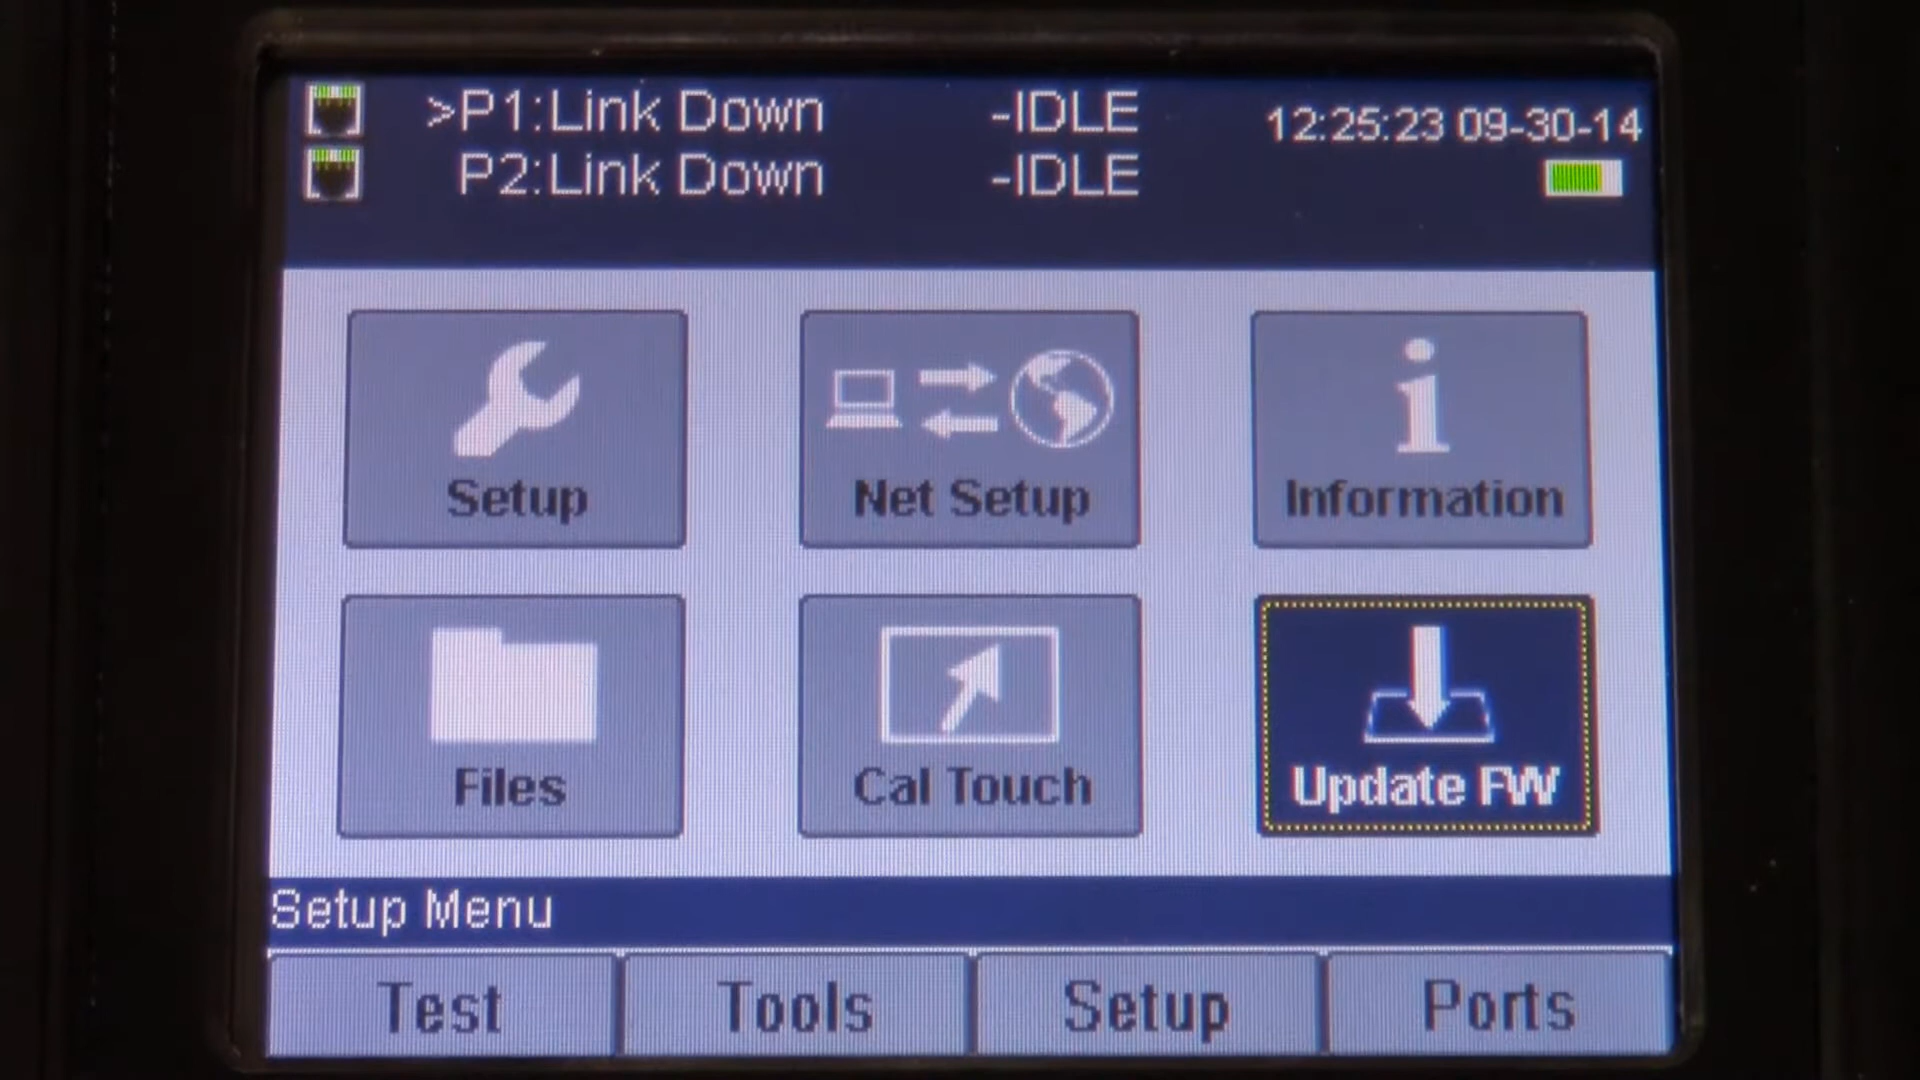 >P1:Link Down -IDLE 12:25:23 09-30-14
P2:Link Down -IDLE
Setup Net Setup Information
Files Cal Touch Update FW
Setup Menu
Test Tools Setup Ports